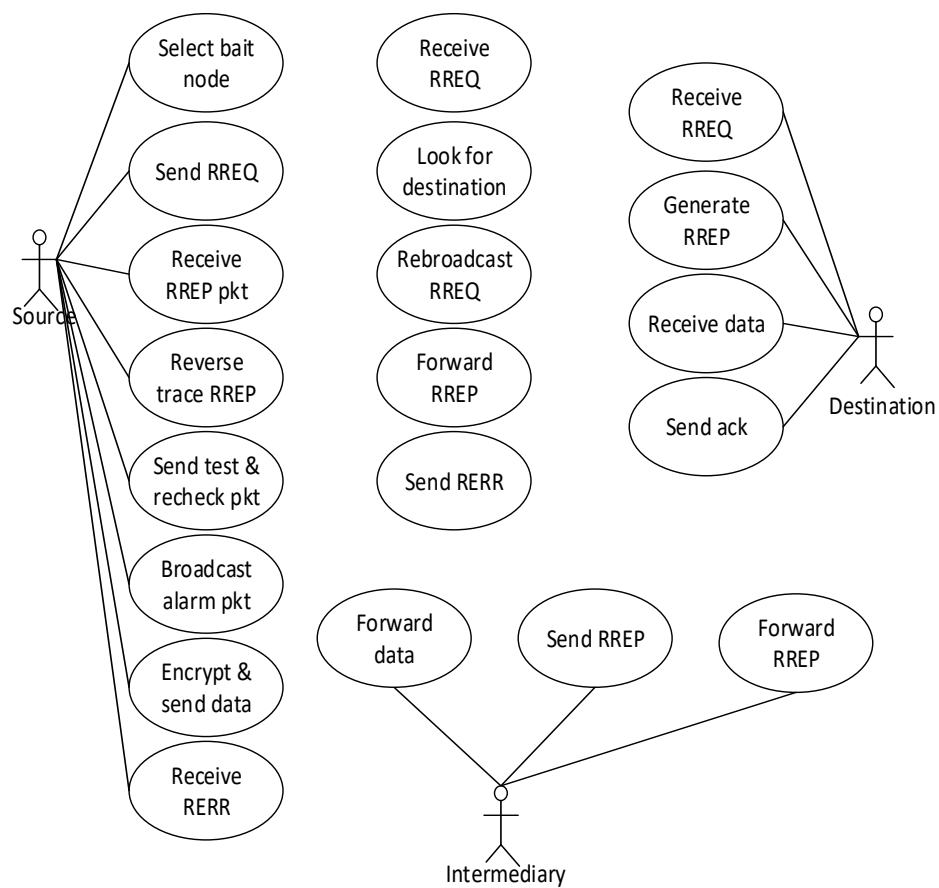 Select bait
node
Send RREQ
Receive
RREP pkt
Reverse
trace RREP
Send test &
recheck pkt
Broadcast
alarm pkt
Encrypt &
send data
Receive
RERR
Source
Receive
RREQ
Look for
destination
Rebroadcast
RREQ
Forward
RREP
Send RERR
Receive
RREQ
Generate
RREP
Receive data
Send ack
Destination
Forward
data
Send RREP
Forward
RREP
Intermediary